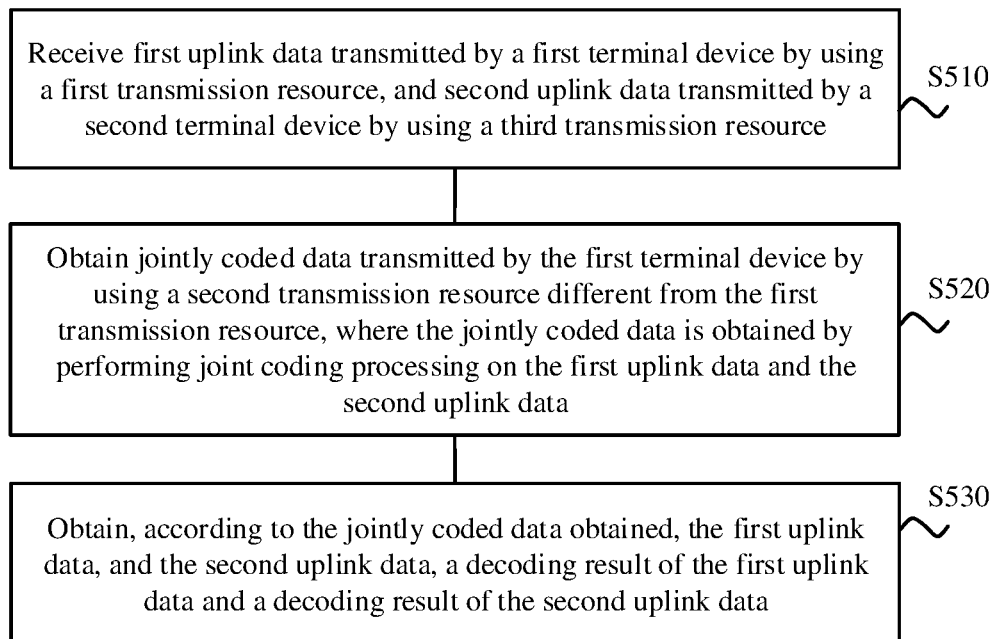 Receive first uplink data transmitted by a first terminal device by using
a first transmission resource, and second uplink data transmitted by a
second terminal device by using a third transmission resource
S510
Obtain jointly coded data transmitted by the first terminal device by
using a second transmission resource different from the first
transmission resource, where the jointly coded data is obtained by
performing joint coding processing on the first uplink data and the
second uplink data
S520
Obtain, according to the jointly coded data obtained, the first uplink
data, and the second uplink data, a decoding result of the first uplink
data and a decoding result of the second uplink data
S530